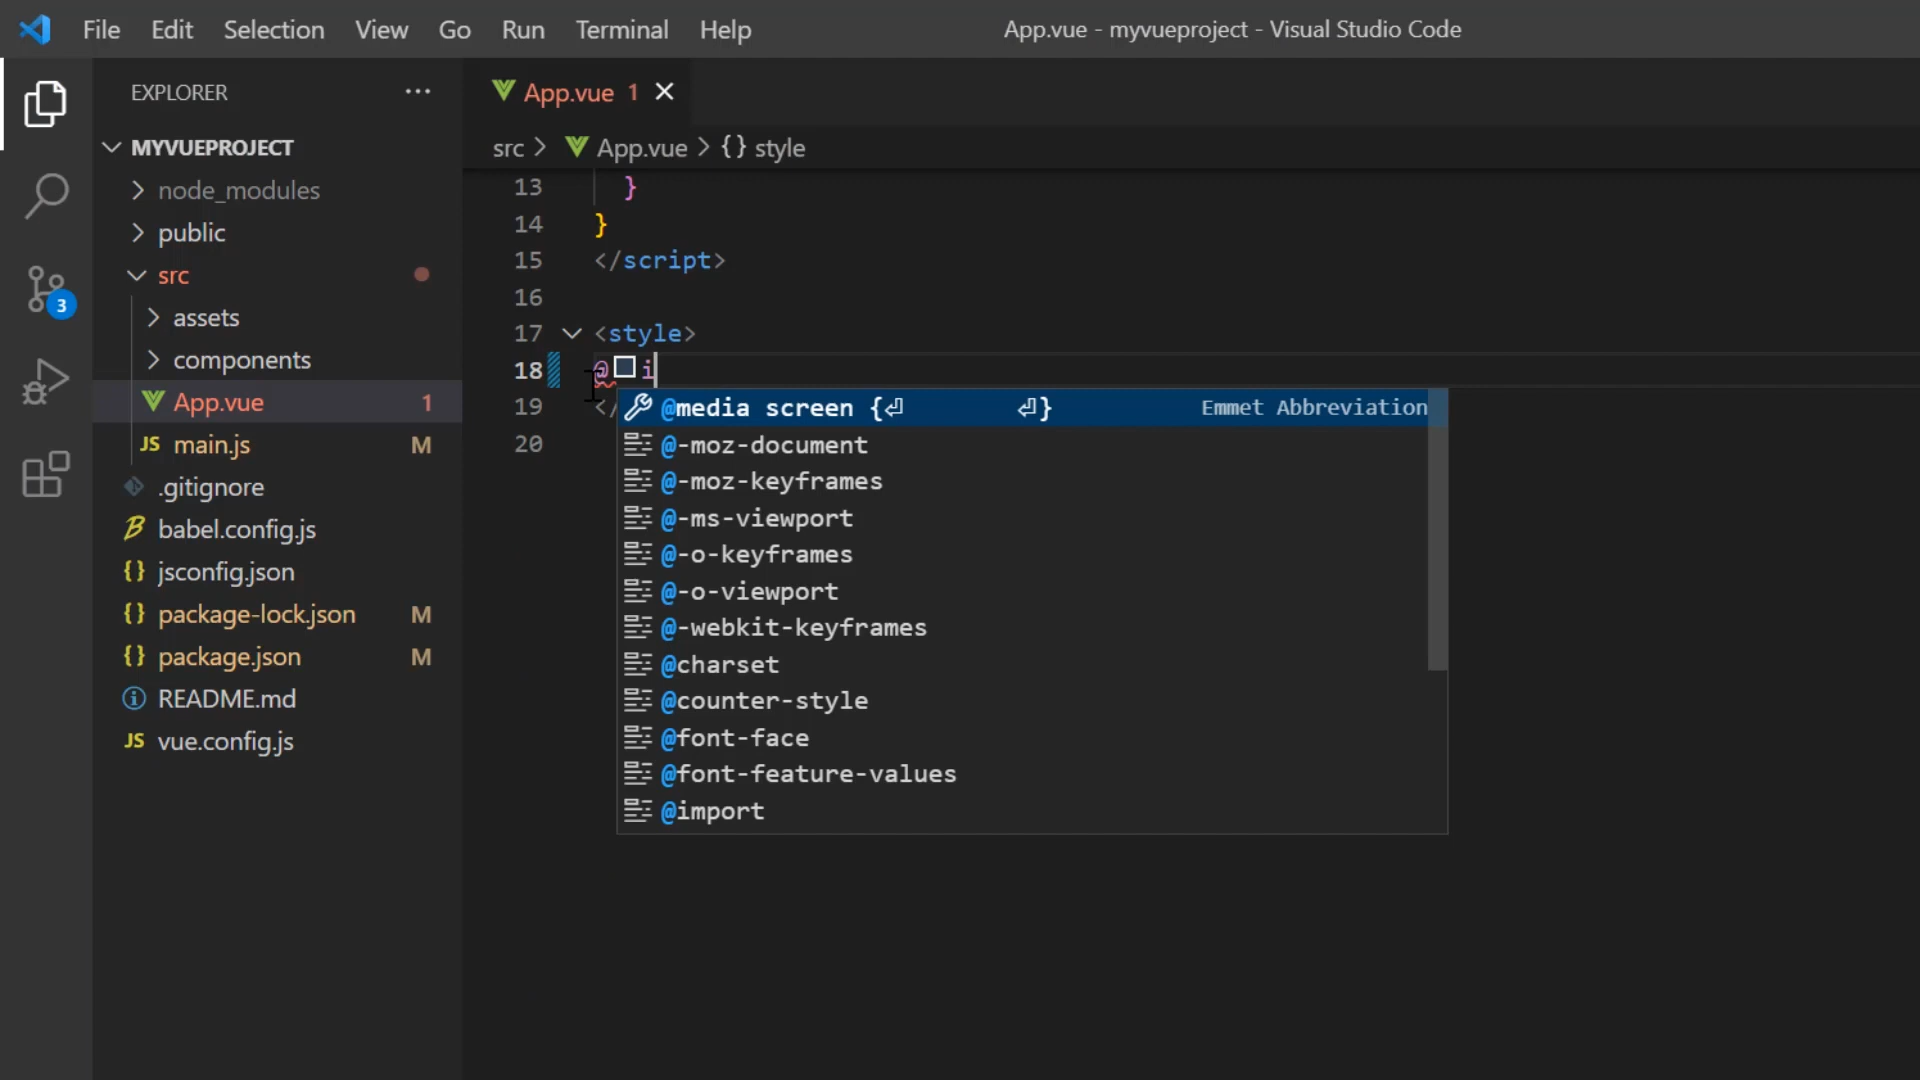 File Edit Selection View Go Run Terminal Help
App.vue - myvueproject - Visual Studio Code
EXPLORER
MYVUEPROJECT
node_modules
public
src
assets
components
App.vue 1
main.js M
.gitignore
babel.config.js
jsconfig.json
package-lock.json M
package.json M
README.md
vue.config.js
3
App.vue 1
src > App.vue > {} style
13 }
14 }
15 </script>
16
17 <style>
18 @i
19 </
20
@media screen {⏎ ⏎} Emmet Abbreviation
@-moz-document
@-moz-keyframes
@-ms-viewport
@-o-keyframes
@-o-viewport
@-webkit-keyframes
@charset
@counter-style
@font-face
@font-feature-values
@import